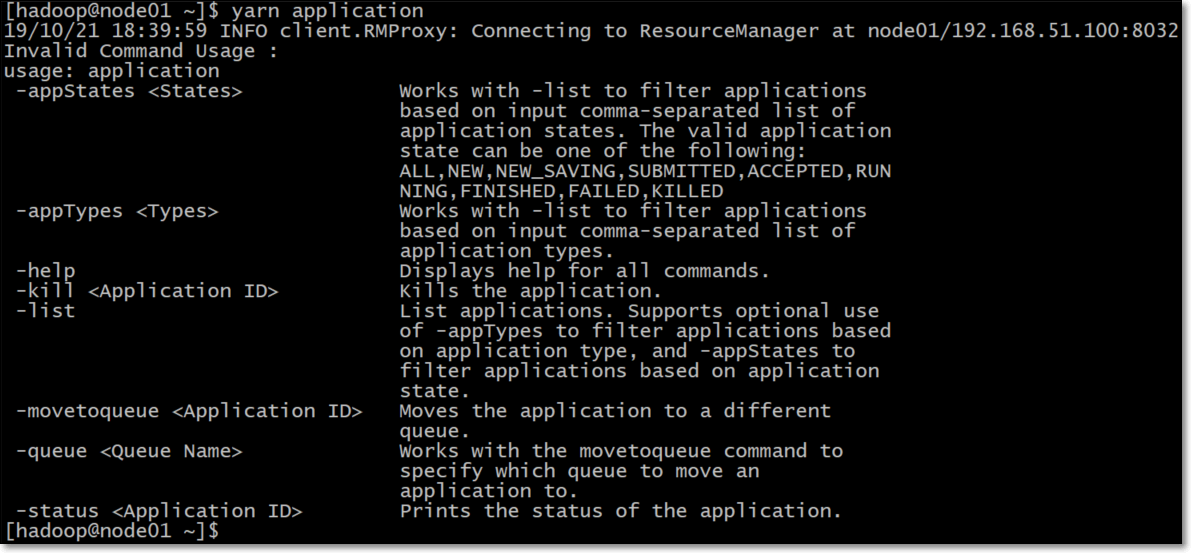 [hadoop@node01 ~]$ yarn application
19/10/21 18:39:59 INFO client.RMProxy: Connecting to ResourceManager at node01/192.168.51.100:8032
Invalid Command Usage :
usage: application
 -appStates <States>             Works with -list to filter applications
                                 based on input comma-separated list of
                                 application states. The valid application
                                 state can be one of the following:
                                 ALL,NEW,NEW_SAVING,SUBMITTED,ACCEPTED,RUN
                                 NING,FINISHED,FAILED,KILLED
 -appTypes <Types>               Works with -list to filter applications
                                 based on input comma-separated list of
                                 application types.
 -help                           Displays help for all commands.
 -kill <Application ID>          Kills the application.
 -list                           List applications. Supports optional use
                                 of -appTypes to filter applications based
                                 on application type, and -appStates to
                                 filter applications based on application
                                 state.
 -movetoqueue <Application ID>   Moves the application to a different
                                 queue.
 -queue <Queue Name>             Works with the movetoqueue command to
                                 specify which queue to move an
                                 application to.
 -status <Application ID>        Prints the status of the application.
[hadoop@node01 ~]$